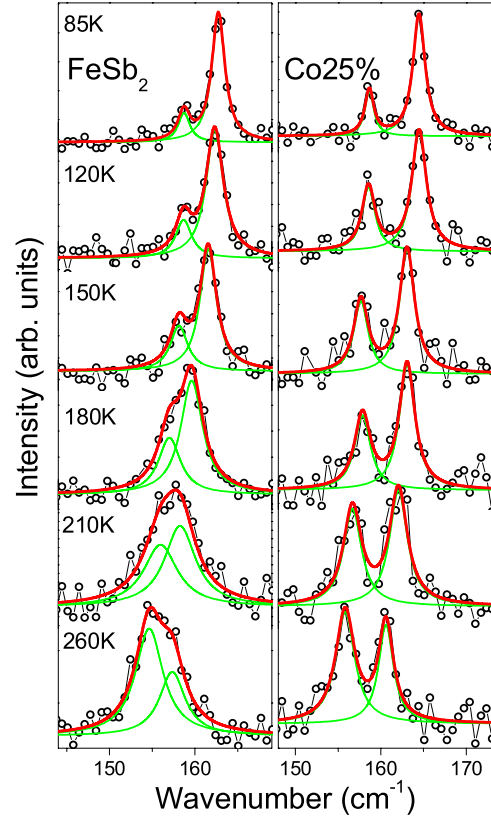 85K
FeSb2
Co25%
120K
150K
180K
210K
260K
Intensity (arb. units)
150 160 150 160 170
Wavenumber (cm-1)